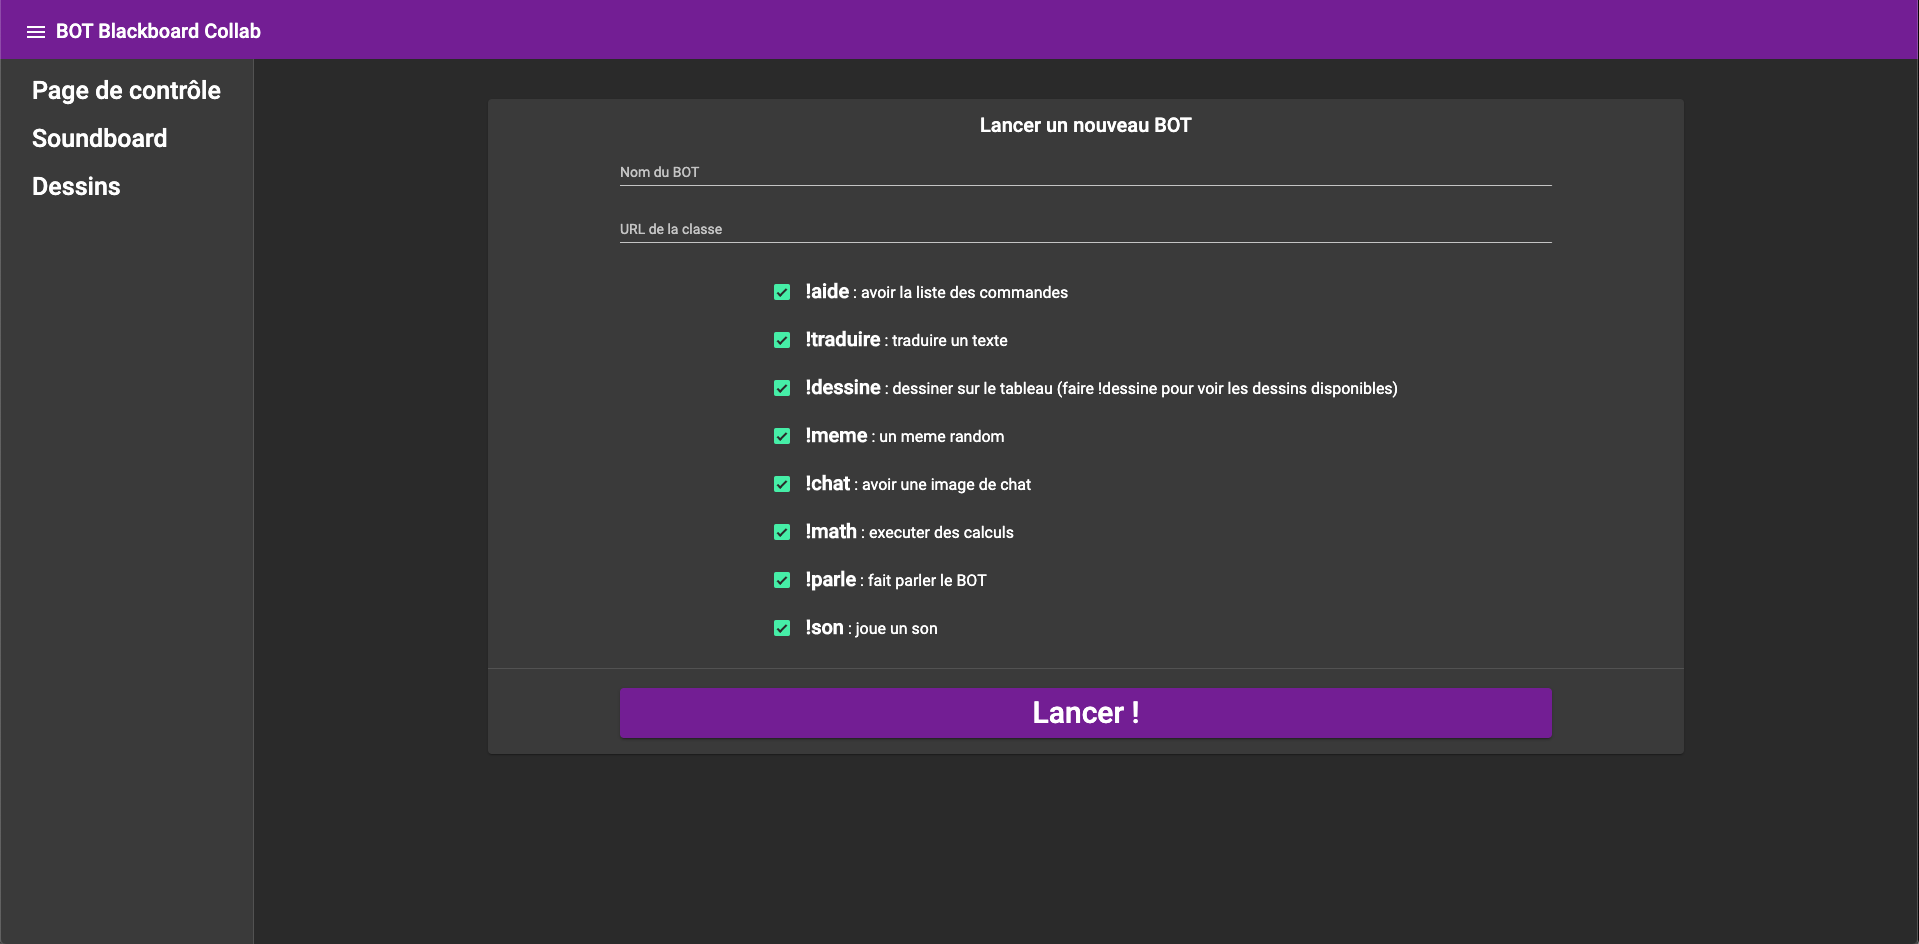 BOT Blackboard Collab
Page de contrôle
Soundboard
Dessins
Lancer un nouveau BOT
Nom du BOT
URL de la classe
!aide : avoir la liste des commandes
!traduire : traduire un texte
!dessine : dessiner sur le tableau (faire !dessine pour voir les dessins disponibles)
!meme : un meme random
!chat : avoir une image de chat
!math : executer des calculs
!parle : fait parler le BOT
!son : joue un son
Lancer !